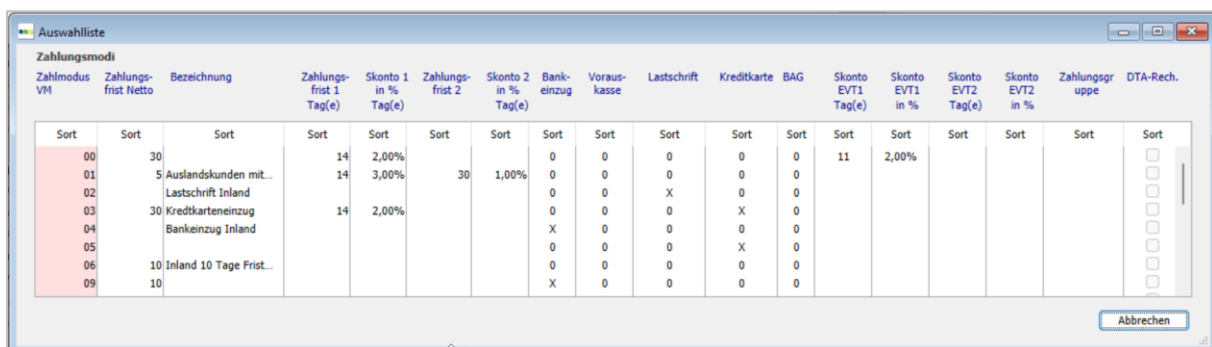 Auswahlliste
Zahlungsmodi
Zahlmodus VM Zahlungs-frist Netto Bezeichnung Zahlungs-frist 1 Tag(e) Skonto 1 in % Tag(e) Zahlungs-frist 2 Skonto 2 in % Tag(e) Bank-einzug Voraus-kasse Lastschrift Kreditkarte BAG Skonto EVT1 Tag(e) Skonto EVT1 in % Skonto EVT2 Tag(e) Skonto EVT2 in % Zahlungsgruppe DTA-Rech.
Sort Sort Sort Sort Sort Sort Sort Sort Sort Sort Sort Sort Sort Sort Sort Sort Sort Sort
00 30 14 2,00% 0 0 0 0 0 11 2,00%
01 5 Auslandskunden mit... 14 3,00% 30 1,00% 0 0 0 0 0
02 Lastschrift Inland 0 0 X 0 0
03 30 Kredtkarteneinzug 14 2,00% 0 0 0 X 0
04 Bankeinzug Inland X 0 0 0 0
05 0 0 0 X 0
06 10 Inland 10 Tage Frist... 0 0 0 0 0
09 10 X 0 0 0 0
Abbrechen